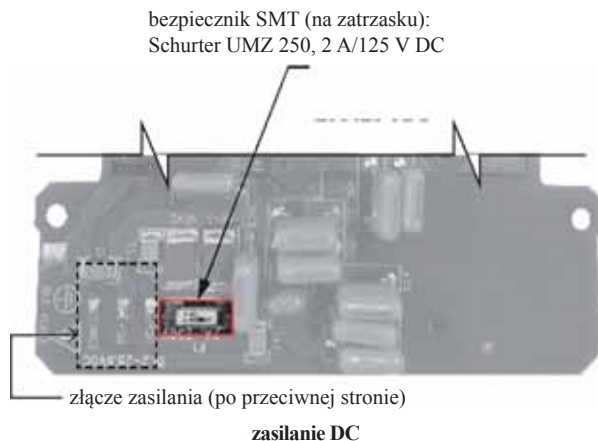 bezpiecznik SMT (na zatrzasku):
Schurter UMZ 250, 2 A/125 V DC
złącze zasilania (po przeciwnej stronie)
zasilanie DC